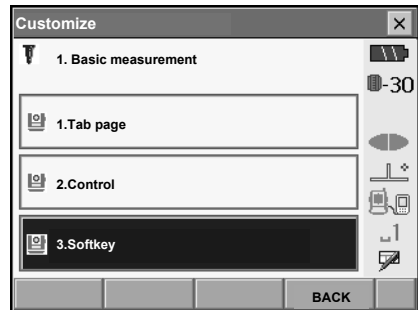 Customize
1. Basic measurement
-30
1.Tab page
2.Control
3.Softkey
1
BACK